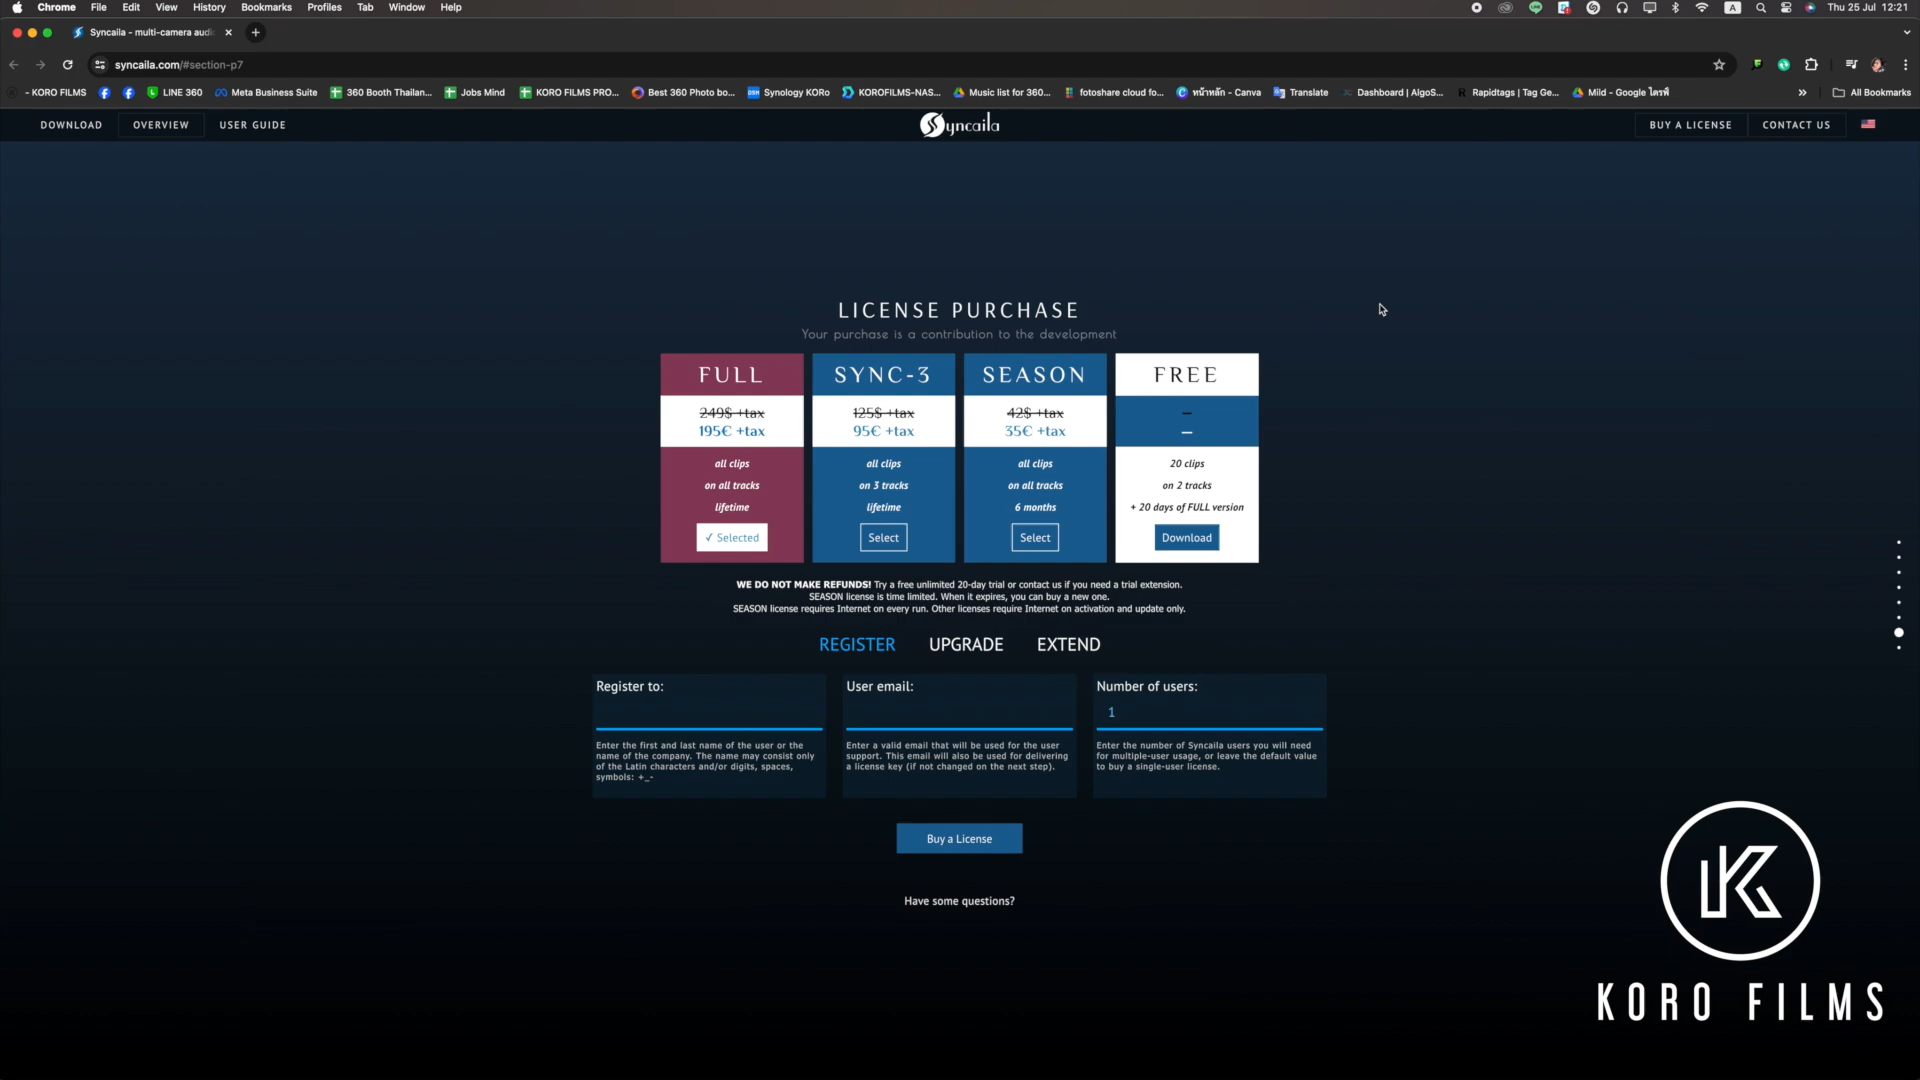 Chrome File Edit View History Bookmarks Profiles Tab Window Help
A Thu 25 Jul 12:21
Syncaila - multi-camera audi
syncaila.com/#section-p7
- KORO FILMS LINE 360 Meta Business Suite 360 Booth Thailan... Jobs Mind KORO FILMS PRO... Best 360 Photo bo... DSM Synology KORo KOROFILMS-NAS... Music list for 360... fotoshare cloud fo... หน้าหลัก - Canva Translate Dashboard | AlgoS... Rapidtags | Tag Ge... Mild - Google ไดรฟ์ » All Bookmarks
DOWNLOAD OVERVIEW USER GUIDE Syncaila BUY A LICENSE CONTACT US
LICENSE PURCHASE
Your purchase is a contribution to the development
FULL SYNC-3 SEASON FREE
249$ +tax 125$ +tax 42$ +tax –
195€ +tax 95€ +tax 35€ +tax –
all clips all clips all clips 20 clips
on all tracks on 3 tracks on all tracks on 2 tracks
lifetime lifetime 6 months + 20 days of FULL version
✓ Selected Select Select Download
WE DO NOT MAKE REFUNDS! Try a free unlimited 20-day trial or contact us if you need a trial extension.
SEASON license is time limited. When it expires, you can buy a new one.
SEASON license requires Internet on every run. Other licenses require Internet on activation and update only.
REGISTER UPGRADE EXTEND
Register to:
Enter the first and last name of the user or the
name of the company. The name may consist only
of the Latin characters and/or digits, spaces,
symbols: +_-
User email:
Enter a valid email that will be used for the user
support. This email will also be used for delivering
a license key (if not changed on the next step).
Number of users:
1
Enter the number of Syncaila users you will need
for multiple-user usage, or leave the default value
to buy a single-user license.
Buy a License
Have some questions?
KORO FILMS